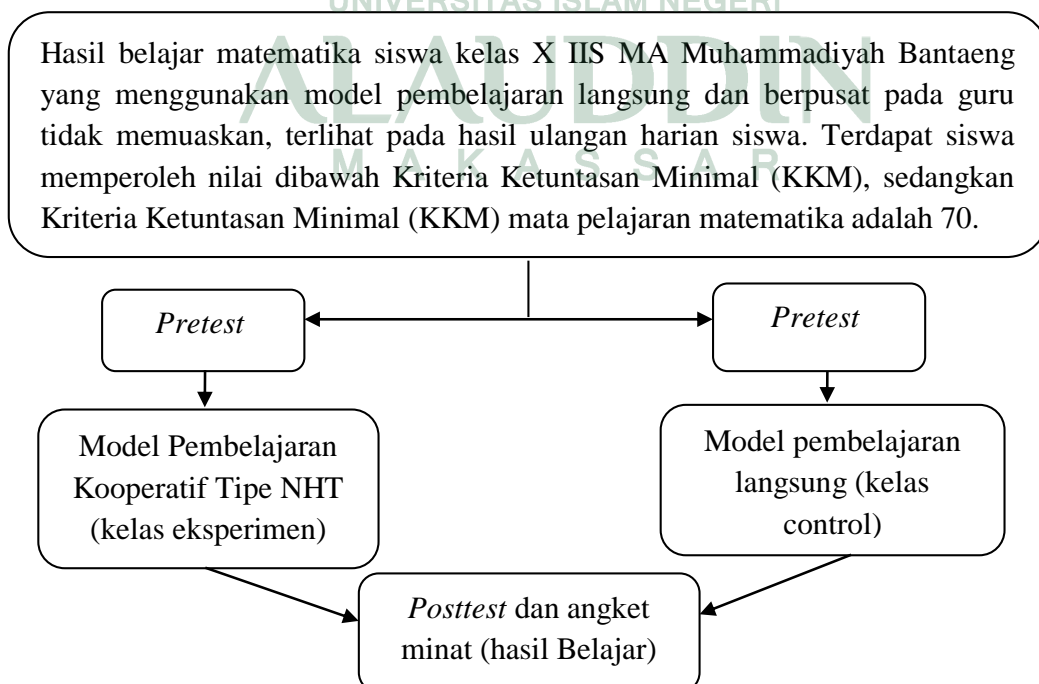 UNIVERSITAS ISLAM NEGERI
ALAUDDIN
MAKASSAR
Hasil belajar matematika siswa kelas X IIS MA Muhammadiyah Bantaeng
yang menggunakan model pembelajaran langsung dan berpusat pada guru
tidak memuaskan, terlihat pada hasil ulangan harian siswa. Terdapat siswa
memperoleh nilai dibawah Kriteria Ketuntasan Minimal (KKM), sedangkan
Kriteria Ketuntasan Minimal (KKM) mata pelajaran matematika adalah 70.
Pretest
Pretest
Model Pembelajaran
Kooperatif Tipe NHT
(kelas eksperimen)
Model pembelajaran
langsung (kelas
control)
Posttest dan angket
minat (hasil Belajar)